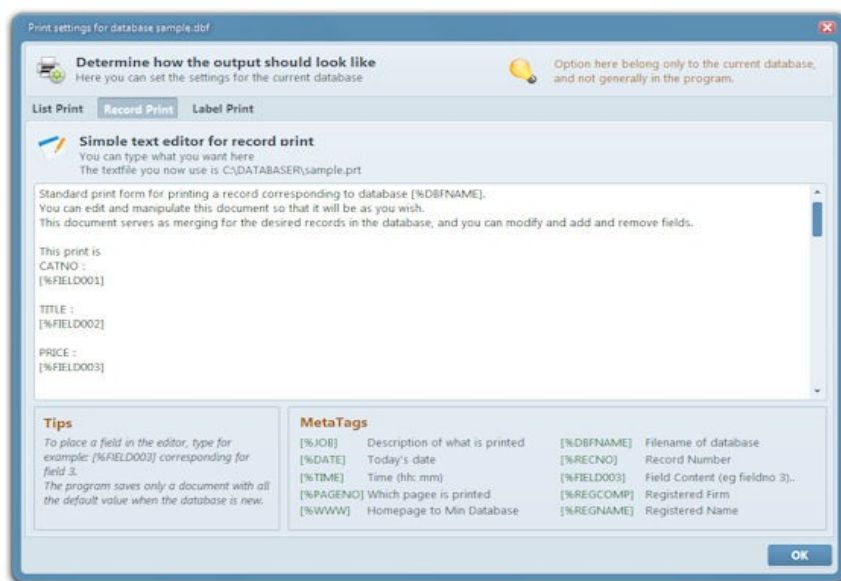 Print settings for database sample.dbf
Determine how the output should look like
Here you can set the settings for the current database
Option here belong only to the current database,
and not generally in the program.
List Print Record Print Label Print
Simple text editor for record print
You can type what you want here
The textfile you now use is C:\DATABASER\sample.prt
Standard print form for printing a record corresponding to database [%DBFNAME].
You can edit and manipulate this document so that it will be as you wish.
This document serves as merging for the desired records in the database, and you can modify and add and remove fields.
This print is
CATNO :
[%FIELD001]
TITLE :
[%FIELD002]
PRICE :
[%FIELD003]
Tips
To place a field in the editor, type for
example: [%FIELD003] corresponding for
field 3.
The program saves only a document with all
the default value when the database is new.
MetaTags
[%JOB] Description of what is printed
[%DATE] Today's date
[%TIME] Time (hh: mm)
[%PAGENO] Which pagee is printed
[%WWW] Homepage to Min Database
[%DBFNAME] Filename of database
[%RECNO] Record Number
[%FIELD003] Field Content (eg fieldno 3)..
[%REGCOMP] Registered Firm
[%REGNAME] Registered Name
OK